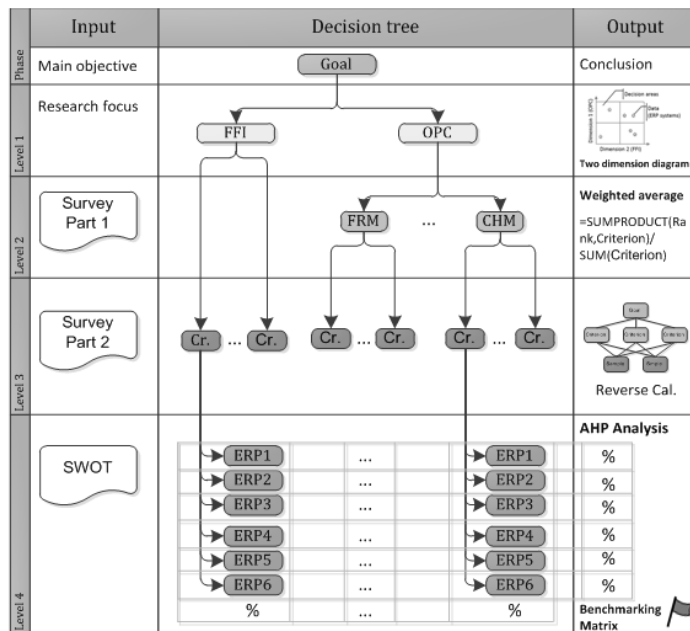 Input
Decision tree
Output
Phase
Main objective
Goal
Conclusion
Level 1
Research focus
FFI
OPC
Decision areas
Data
(ERP systems)
Dimension 1 (OPC)
Dimension 2 (FFI)
Two dimension diagram
Level 2
Survey
Part 1
FRM
...
CHM
Weighted average
=SUMPRODUCT(Ra
nk,Criterion)/
SUM(Criterion)
Level 3
Survey
Part 2
Cr. ... Cr.
Cr. ... Cr.
Cr. ... Cr.
Goal
Criterion
Criterion
Criterion
Reverse Cal.
Level 4
SWOT
AHP Analysis
ERP1 ... ERP1 %
ERP2 ERP2 %
ERP3 ... ERP3 %
ERP4 ... ERP4 %
ERP5 ... ERP5 %
ERP6 ... ERP6 %
% ... %
Benchmarking
Matrix